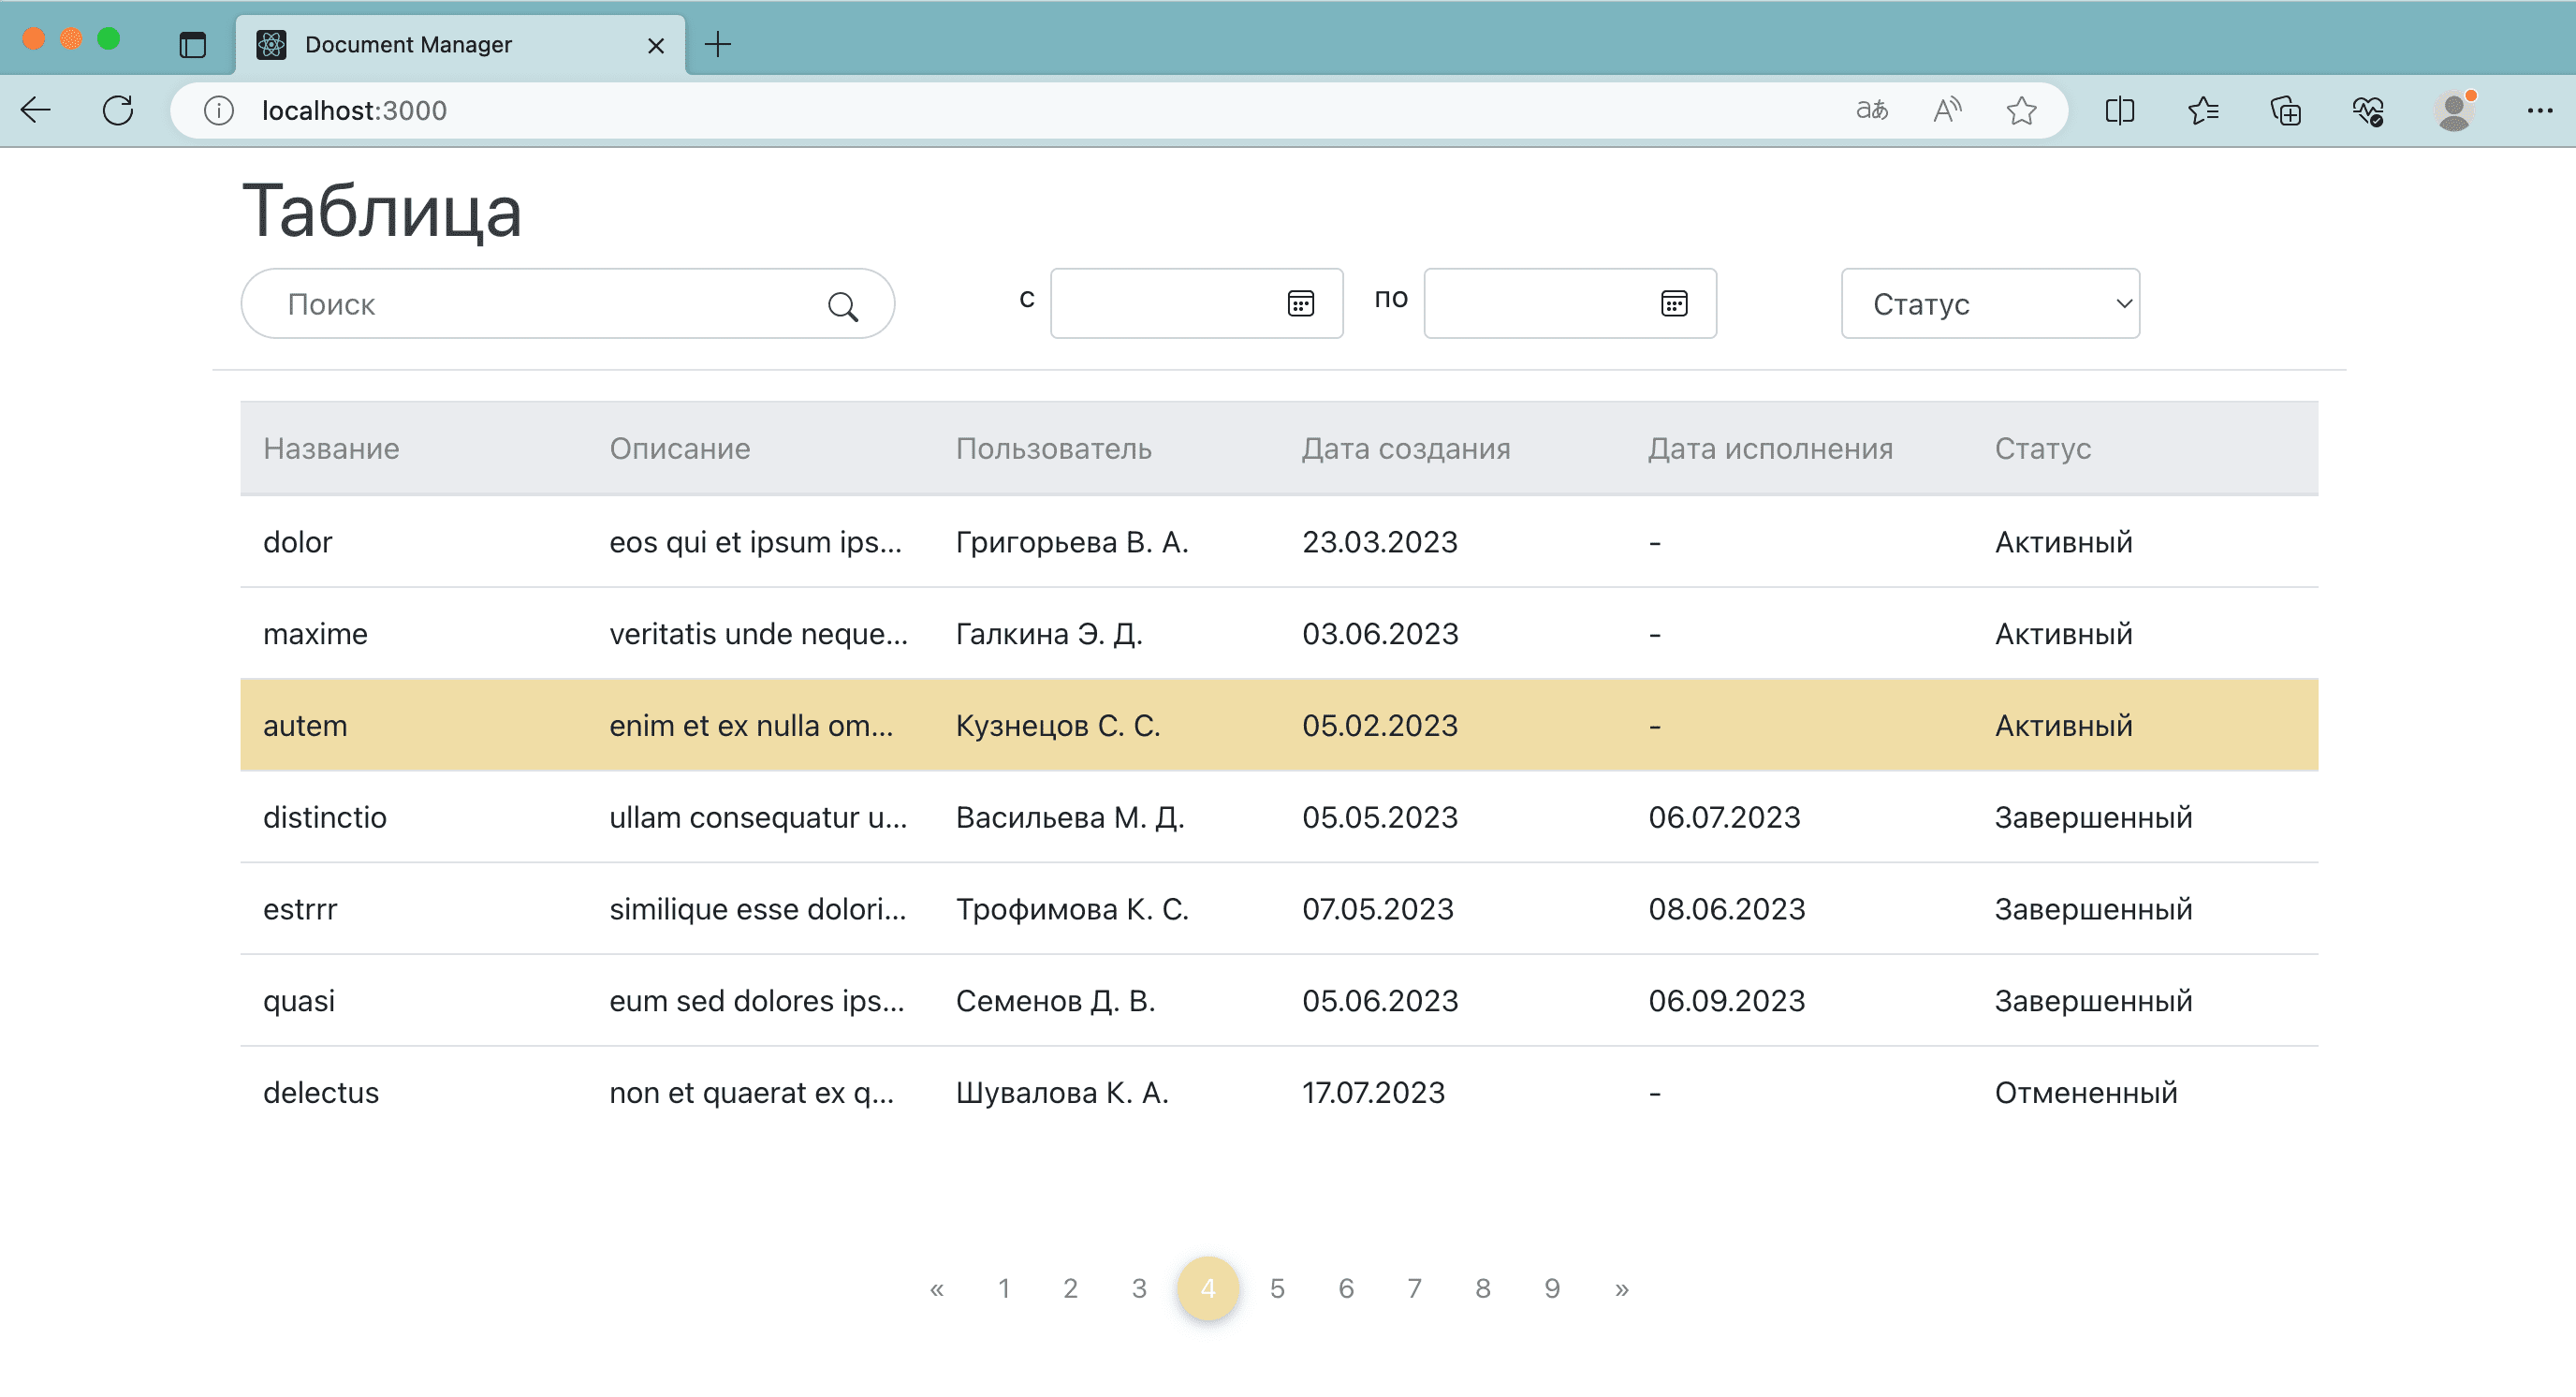 Document Manager
localhost:3000
aあ
Таблица
Поиск с по Статус
Название Описание Пользователь Дата создания Дата исполнения Статус
dolor eos qui et ipsum ips... Григорьева В. А. 23.03.2023 - Активный
maxime veritatis unde neque... Галкина Э. Д. 03.06.2023 - Активный
autem enim et ex nulla om... Кузнецов С. С. 05.02.2023 - Активный
distinctio ullam consequatur u... Васильева М. Д. 05.05.2023 06.07.2023 Завершенный
estrrr similique esse dolori... Трофимова К. С. 07.05.2023 08.06.2023 Завершенный
quasi eum sed dolores ips... Семенов Д. В. 05.06.2023 06.09.2023 Завершенный
delectus non et quaerat ex q... Шувалова К. А. 17.07.2023 - Отмененный
« 1 2 3 4 5 6 7 8 9 »